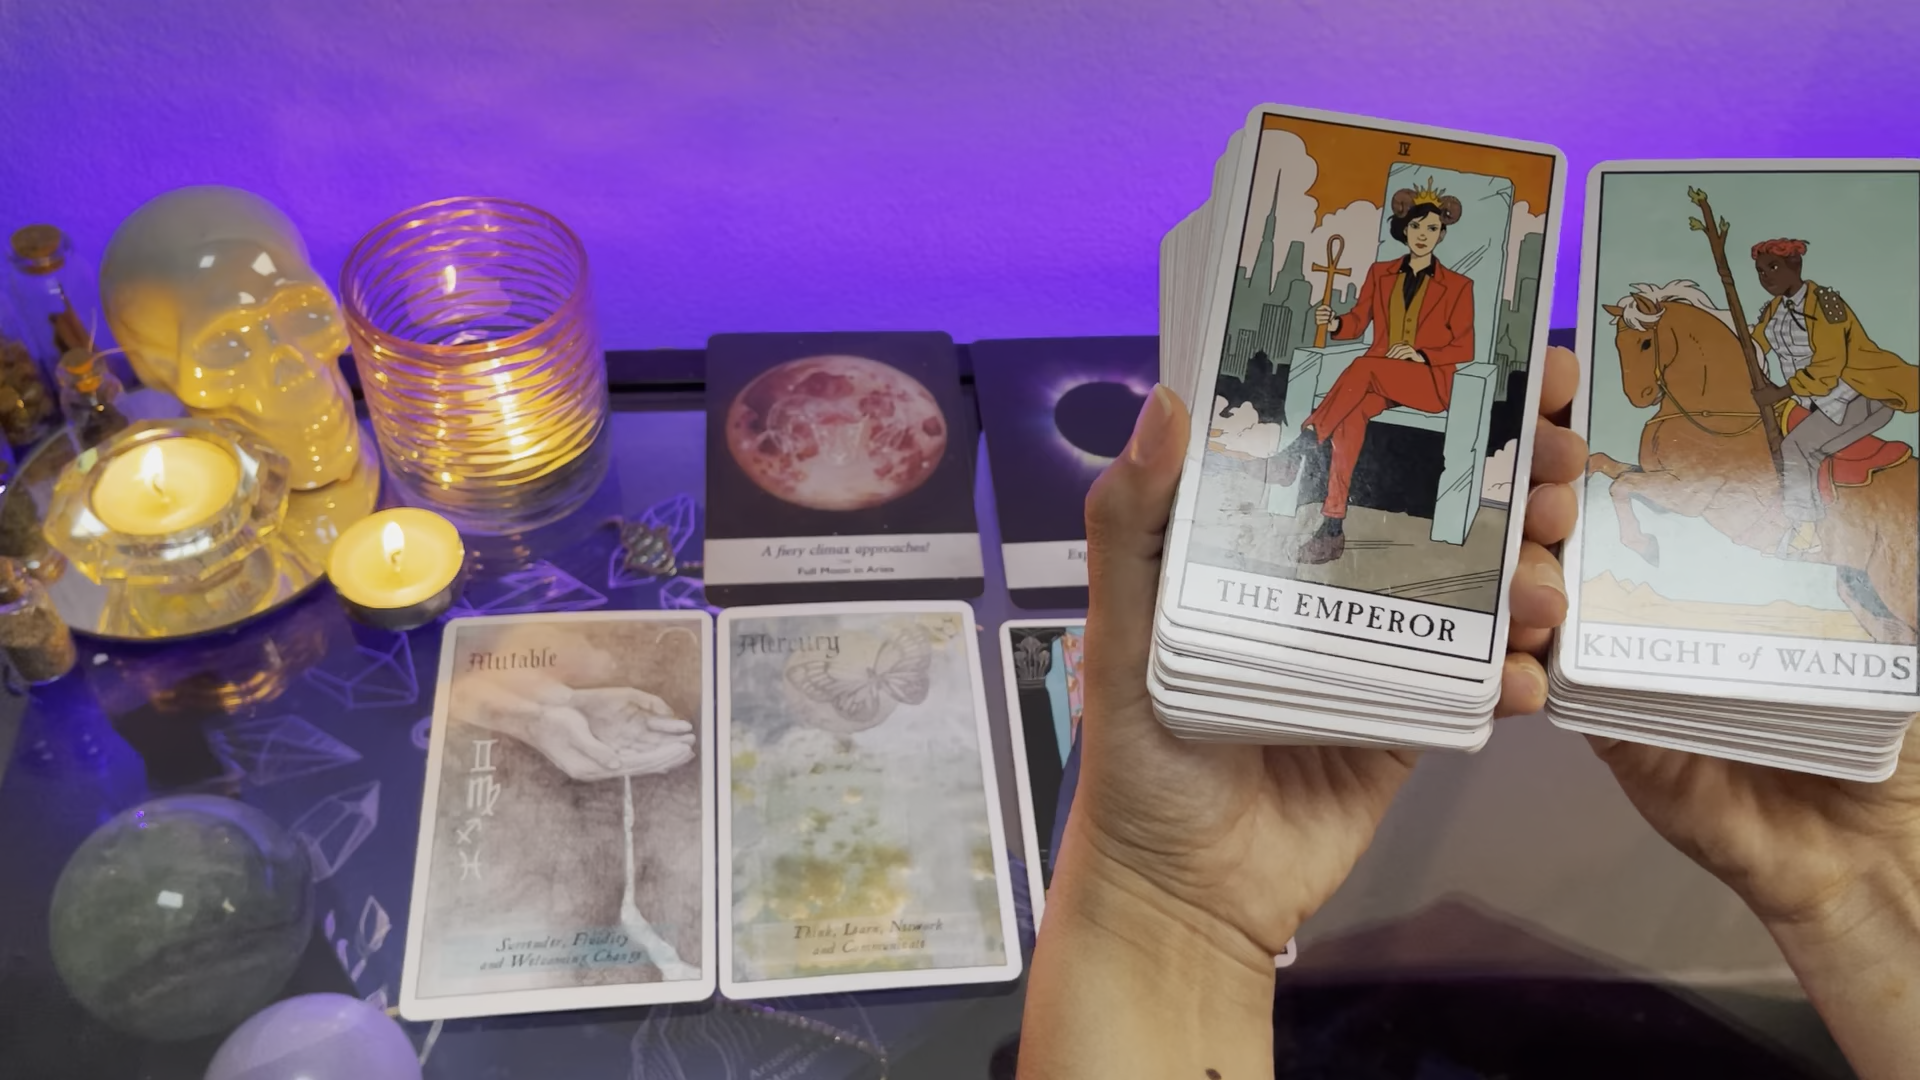 IV
THE EMPEROR
KNIGHT of WANDS
A fiery climax approaches!
Full Moon in Aries
Mutable
Surrender, Fluidity
and Welcoming Change
Mercury
Think, Learn, Network
and Communicate